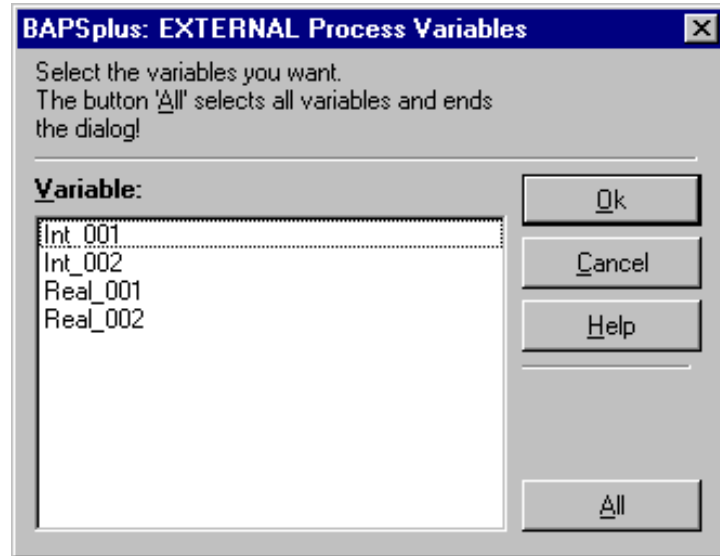 BAPSplus: EXTERNAL Process Variables
Select the variables you want.
The button 'All' selects all variables and ends
the dialog!
Variable:
Int_001
Int_002
Real_001
Real_002
Ok
Cancel
Help
All